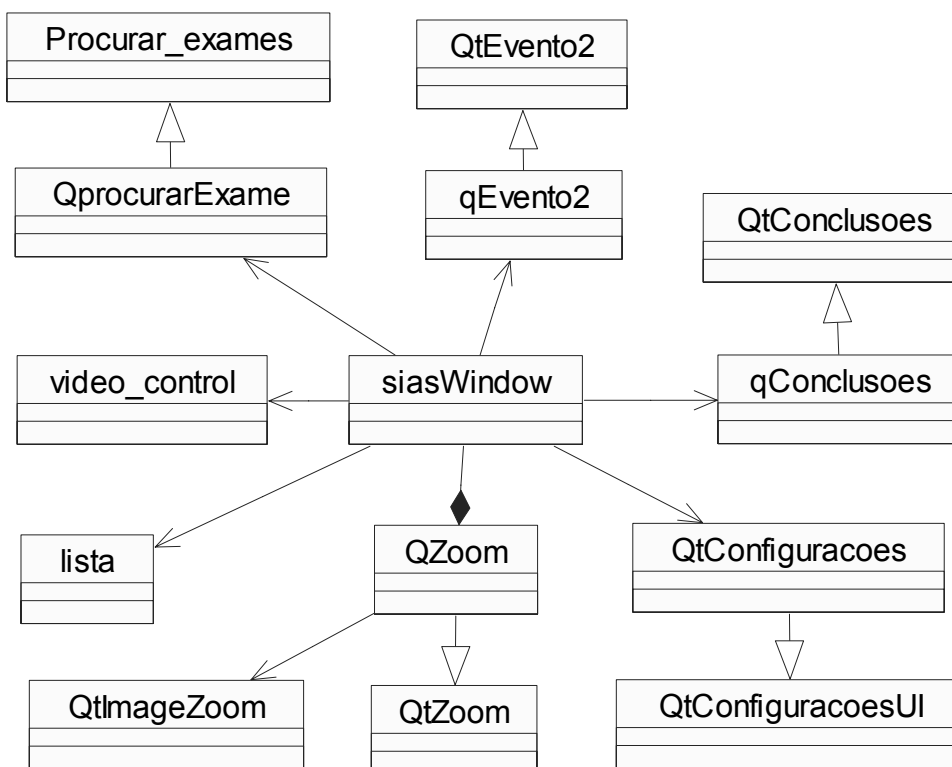 Procurar_exames
QtEvento2
QprocurarExame
qEvento2
QtConclusoes
video_control
siasWindow
qConclusoes
lista
QZoom
QtConfiguracoes
QtImageZoom
QtZoom
QtConfiguracoesUI